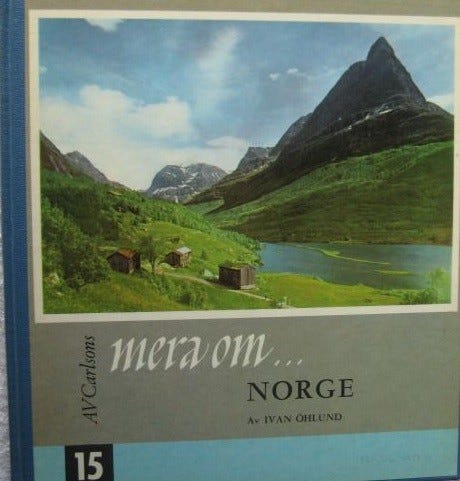 AVCarlsons
mera om...
NORGE
Av IVAN ÖHLUND
15